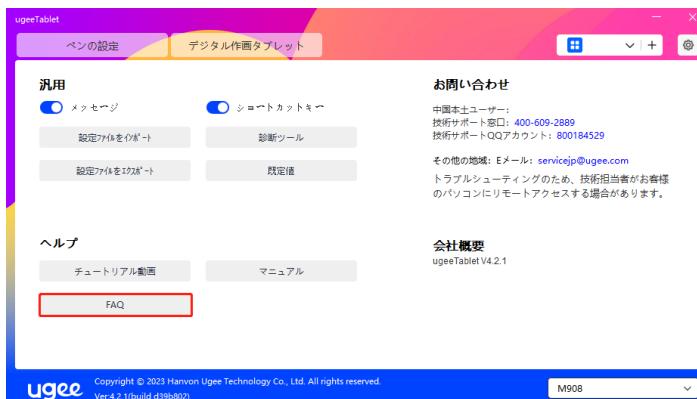 ugeeTablet
ペンの設定
デジタル作画タブレット
汎用
メッセージ
ショートカットキー
設定ファイルをインポート
診断ツール
設定ファイルをエクスポート
既定値
ヘルプ
チュートリアル動画
マニュアル
FAQ
お問い合わせ
中国本土ユーザー：
技術サポート窓口：400-609-2889
技術サポートQQアカウント：800184529
その他の地域：Eメール：servicejp@ugee.com
トラブルシューティングのため、技術担当者がお客様
のパソコンにリモートアクセスする場合があります。
会社概要
ugeeTablet V4.2.1
ugee
Copyright © 2023 Hanvon Ugee Technology Co., Ltd. All rights reserved.
Ver:4.2.1(build d39b802)
M908